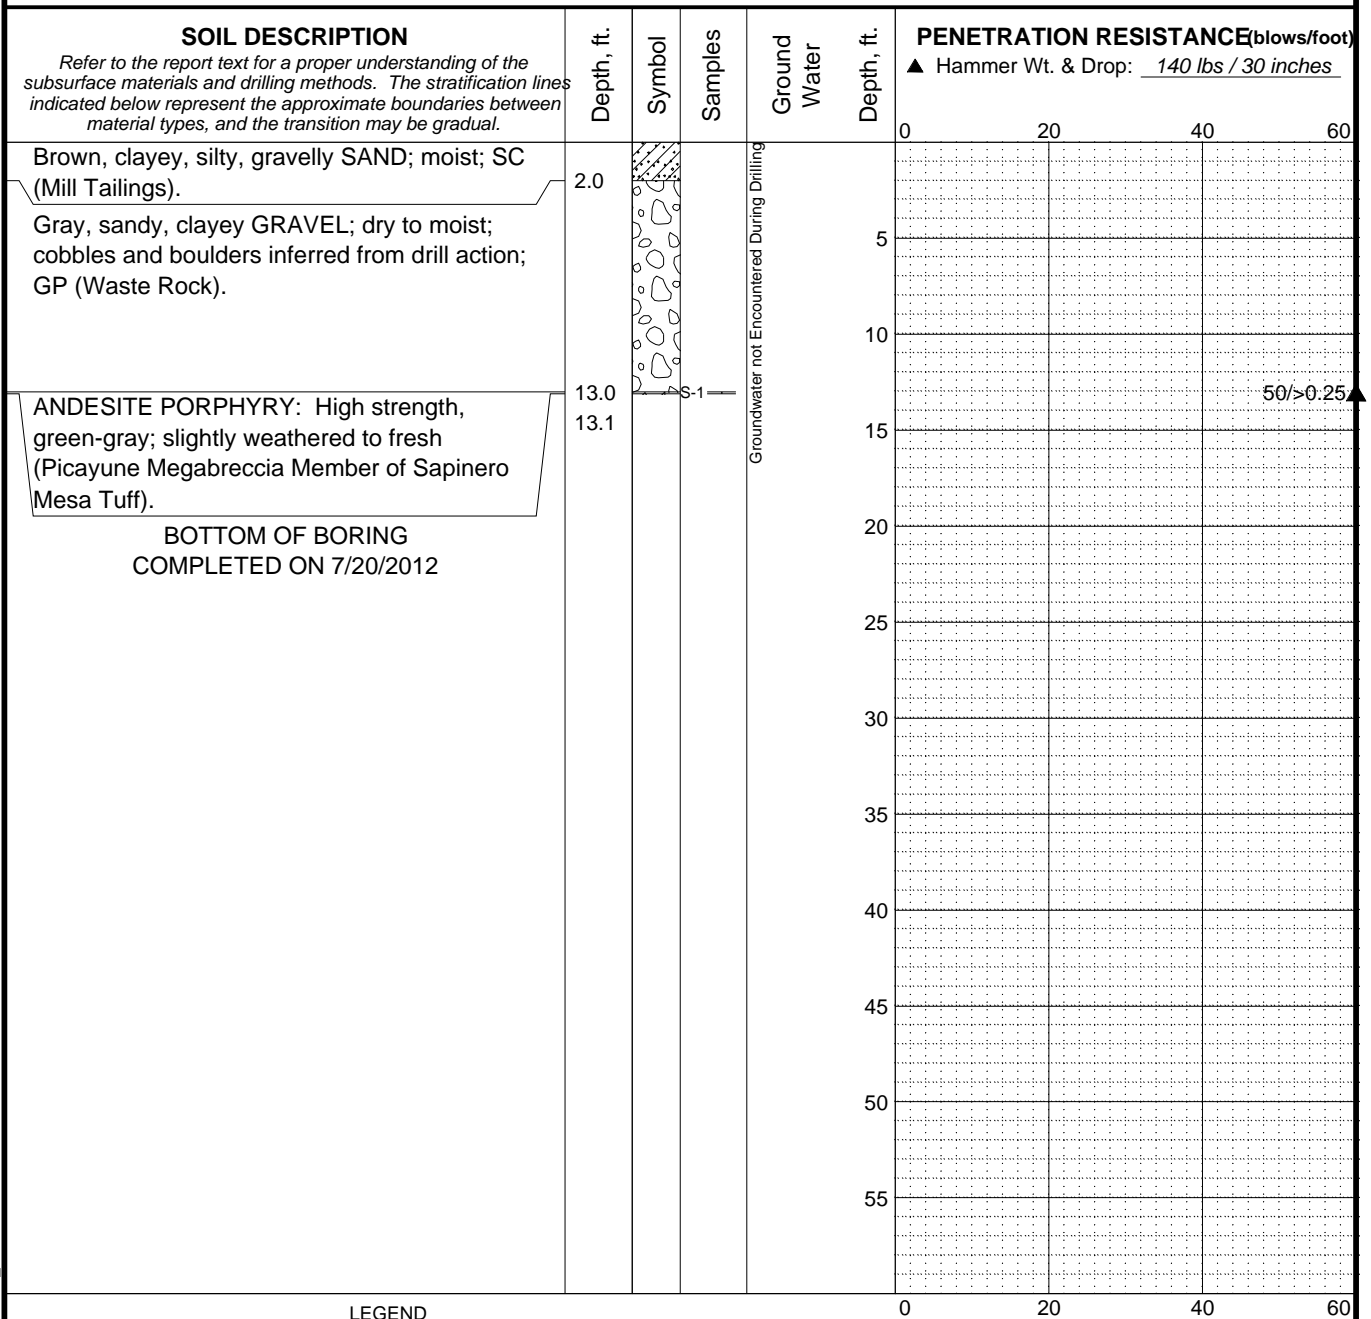 SOIL DESCRIPTION
Refer to the report text for a proper understanding of the
subsurface materials and drilling methods. The stratification lines
indicated below represent the approximate boundaries between
material types, and the transition may be gradual.
Depth, ft.
Symbol
Samples
Ground
Water
Depth, ft.
PENETRATION RESISTANCE(blows/foot)
▲ Hammer Wt. & Drop: 140 lbs / 30 inches
0 20 40 60
Brown, clayey, silty, gravelly SAND; moist; SC
(Mill Tailings).
2.0
Gray, sandy, clayey GRAVEL; dry to moist;
cobbles and boulders inferred from drill action;
GP (Waste Rock).
13.0
S-1
50/>0.25
ANDESITE PORPHYRY: High strength,
green-gray; slightly weathered to fresh
(Picayune Megabreccia Member of Sapinero
Mesa Tuff).
13.1
BOTTOM OF BORING
COMPLETED ON 7/20/2012
Groundwater not Encountered During Drilling
5
10
15
20
25
30
35
40
45
50
55
LEGEND
0 20 40 60